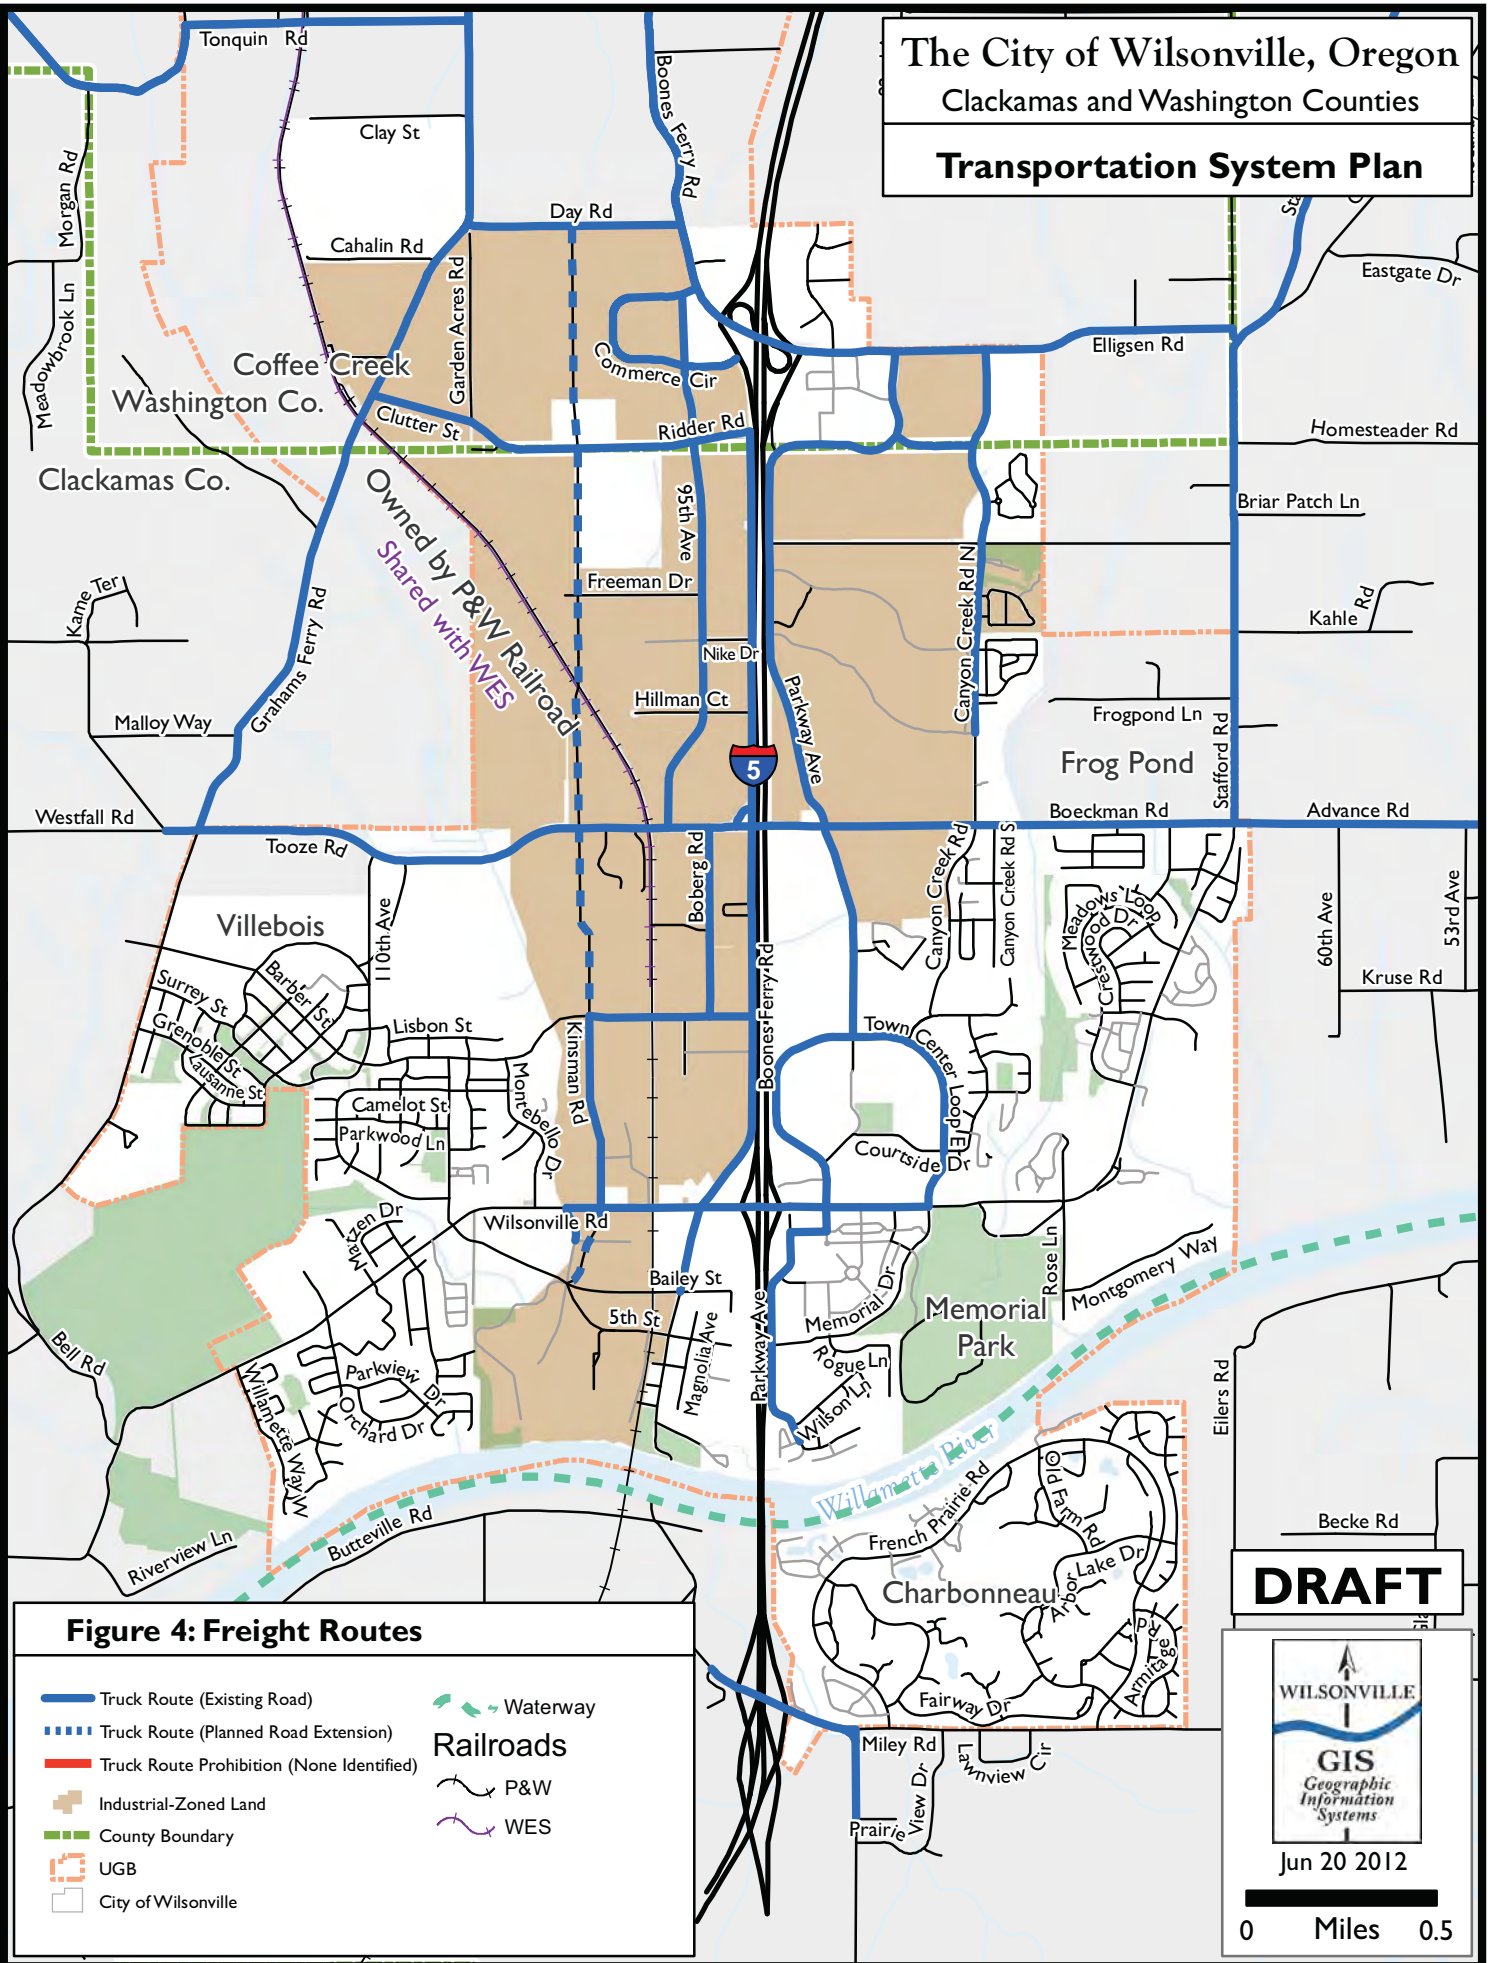 The City of Wilsonville, Oregon
Clackamas and Washington Counties
Transportation System Plan
Tonquin Rd
Boones Ferry Rd
Clay St
Morgan Rd
Day Rd
Cahalin Rd
Eastgate Dr
Meadowbrook Ln
Garden Acres Rd
Elligsen Rd
Coffee Creek
Commerce Cir
Washington Co.
Clutter St
Ridder Rd
Homesteader Rd
Clackamas Co.
Owned by P&W Railroad
Shared with WES
95th Ave
Briar Patch Ln
Canyon Creek Rd N
Freeman Dr
Kame Ter
Grahams Ferry Rd
Kahle Rd
Nike Dr
Parkway Ave
Hillman Ct
Frogpond Ln
Malloy Way
Stafford Rd
5
Frog Pond
Westfall Rd
Boeckman Rd
Advance Rd
Tooze Rd
Boberg Rd
Canyon Creek Rd
Canyon Creek Rd S
Meadows Loop
Crestwood Dr
Villebois
110th Ave
60th Ave
53rd Ave
Boones Ferry Rd
Barber St
Surrey St
Kruse Rd
Grenoble St
Lisbon St
Kinsman Rd
Town Center Loop E
Lausanne St
Montebello Dr
Camelot St
Parkwood Ln
Courtside Dr
Matzen Dr
Wilsonville Rd
Rose Ln
Montgomery Way
Bailey St
Memorial Dr
Memorial
Park
5th St
Parkway Ave
Magnolia Ave
Bell Rd
Rogue Ln
Parkview Dr
Willamette Way W
Orchard Dr
Wilson Ln
Eilers Rd
Willamette River
Old Farm Rd
French Prairie Rd
Butteville Rd
Becke Rd
Riverview Ln
Lake Dr
Arbor
Charbonneau
DRAFT
Armitage Rd
Fairway Dr
Miley Rd
Lawnview Cir
Prairie View Dr
Figure 4: Freight Routes
Truck Route (Existing Road)
Truck Route (Planned Road Extension)
Truck Route Prohibition (None Identified)
Industrial-Zoned Land
County Boundary
UGB
City of Wilsonville
Waterway
Railroads
P&W
WES
WILSONVILLE
GIS
Geographic
Information
Systems
Jun 20 2012
0 Miles 0.5